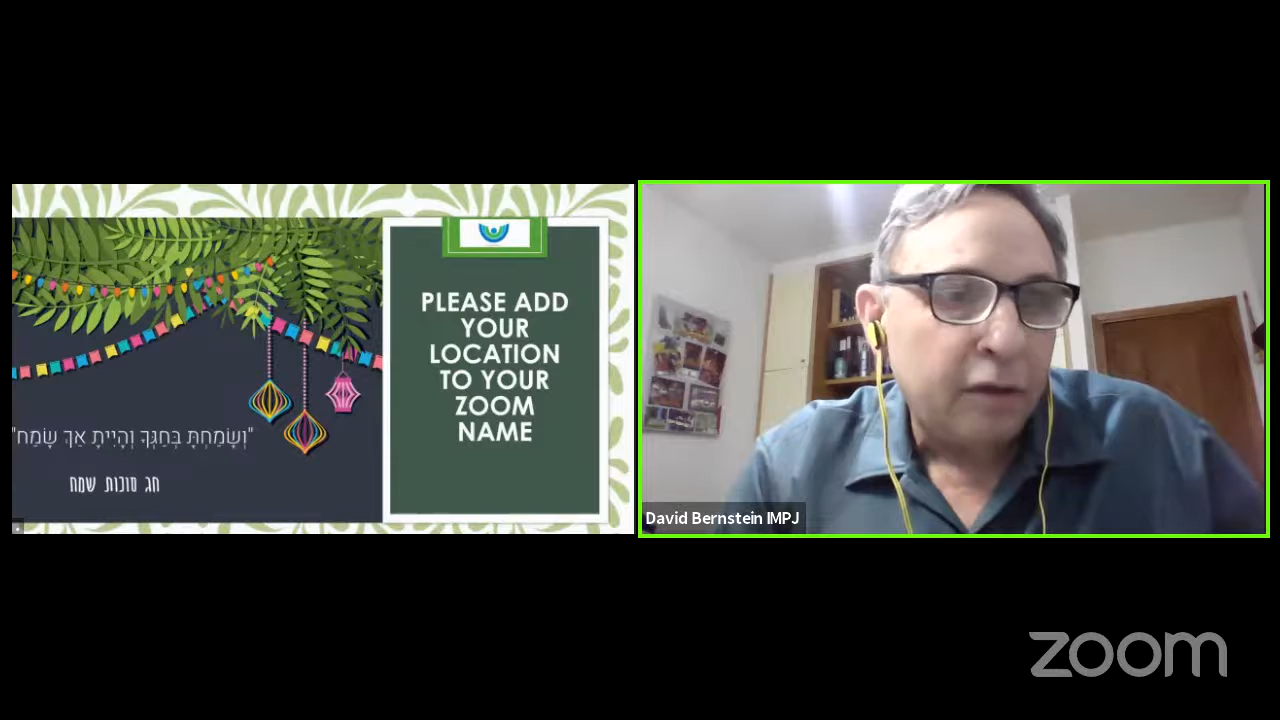 "וְשָׂמַחְתָּ בְּחַגֶּךָ וְהָיִיתָ אַךְ שָׂמֵחַ"
חג סוכות שמח
PLEASE ADD
YOUR
LOCATION
TO YOUR
ZOOM
NAME
David Bernstein IMPJ
zoom